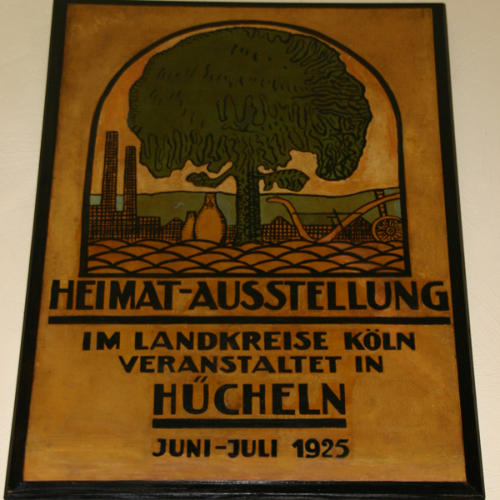 HEIMAT-AUSSTELLUNG
IM LANDKREISE KÖLN
VERANSTALTET IN
HÜCHELN
JUNI-JULI 1925